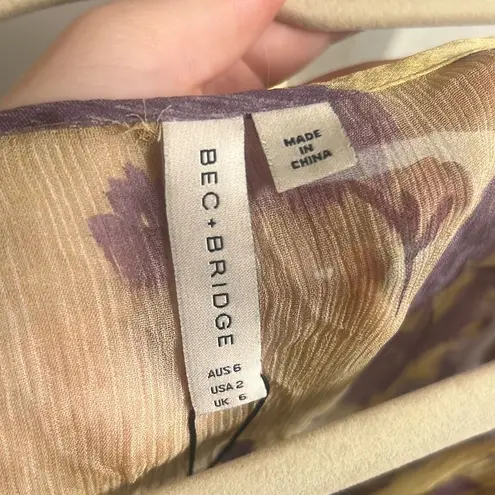 BEC + BRIDGE
AUS 6
USA 2
UK 6
MADE
IN
CHINA